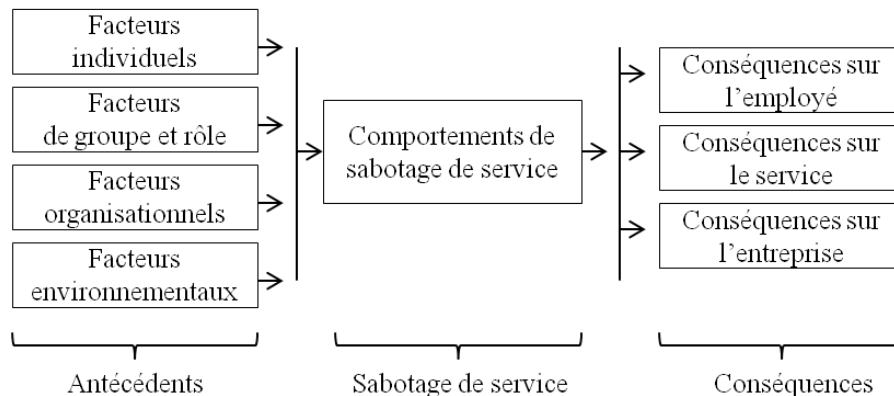 Facteurs
individuels
Facteurs
de groupe et rôle
Facteurs
organisationnels
Facteurs
environnementaux
Comportements de
sabotage de service
Conséquences sur
l’employé
Conséquences sur
le service
Conséquences sur
l’entreprise
Antécédents
Sabotage de service
Conséquences